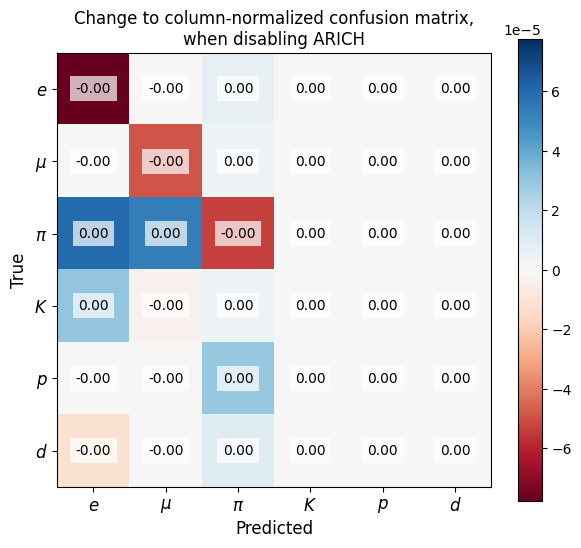 Change to column-normalized confusion matrix,
when disabling ARICH
1e−5
e -0.00 -0.00 0.00 0.00 0.00 0.00
μ -0.00 -0.00 0.00 0.00 0.00 0.00
π 0.00 0.00 -0.00 0.00 0.00 0.00
K 0.00 -0.00 0.00 0.00 0.00 0.00
p -0.00 -0.00 0.00 0.00 0.00 0.00
d -0.00 -0.00 0.00 0.00 0.00 0.00
e μ π K p d
Predicted
True
6
4
2
0
−2
−4
−6